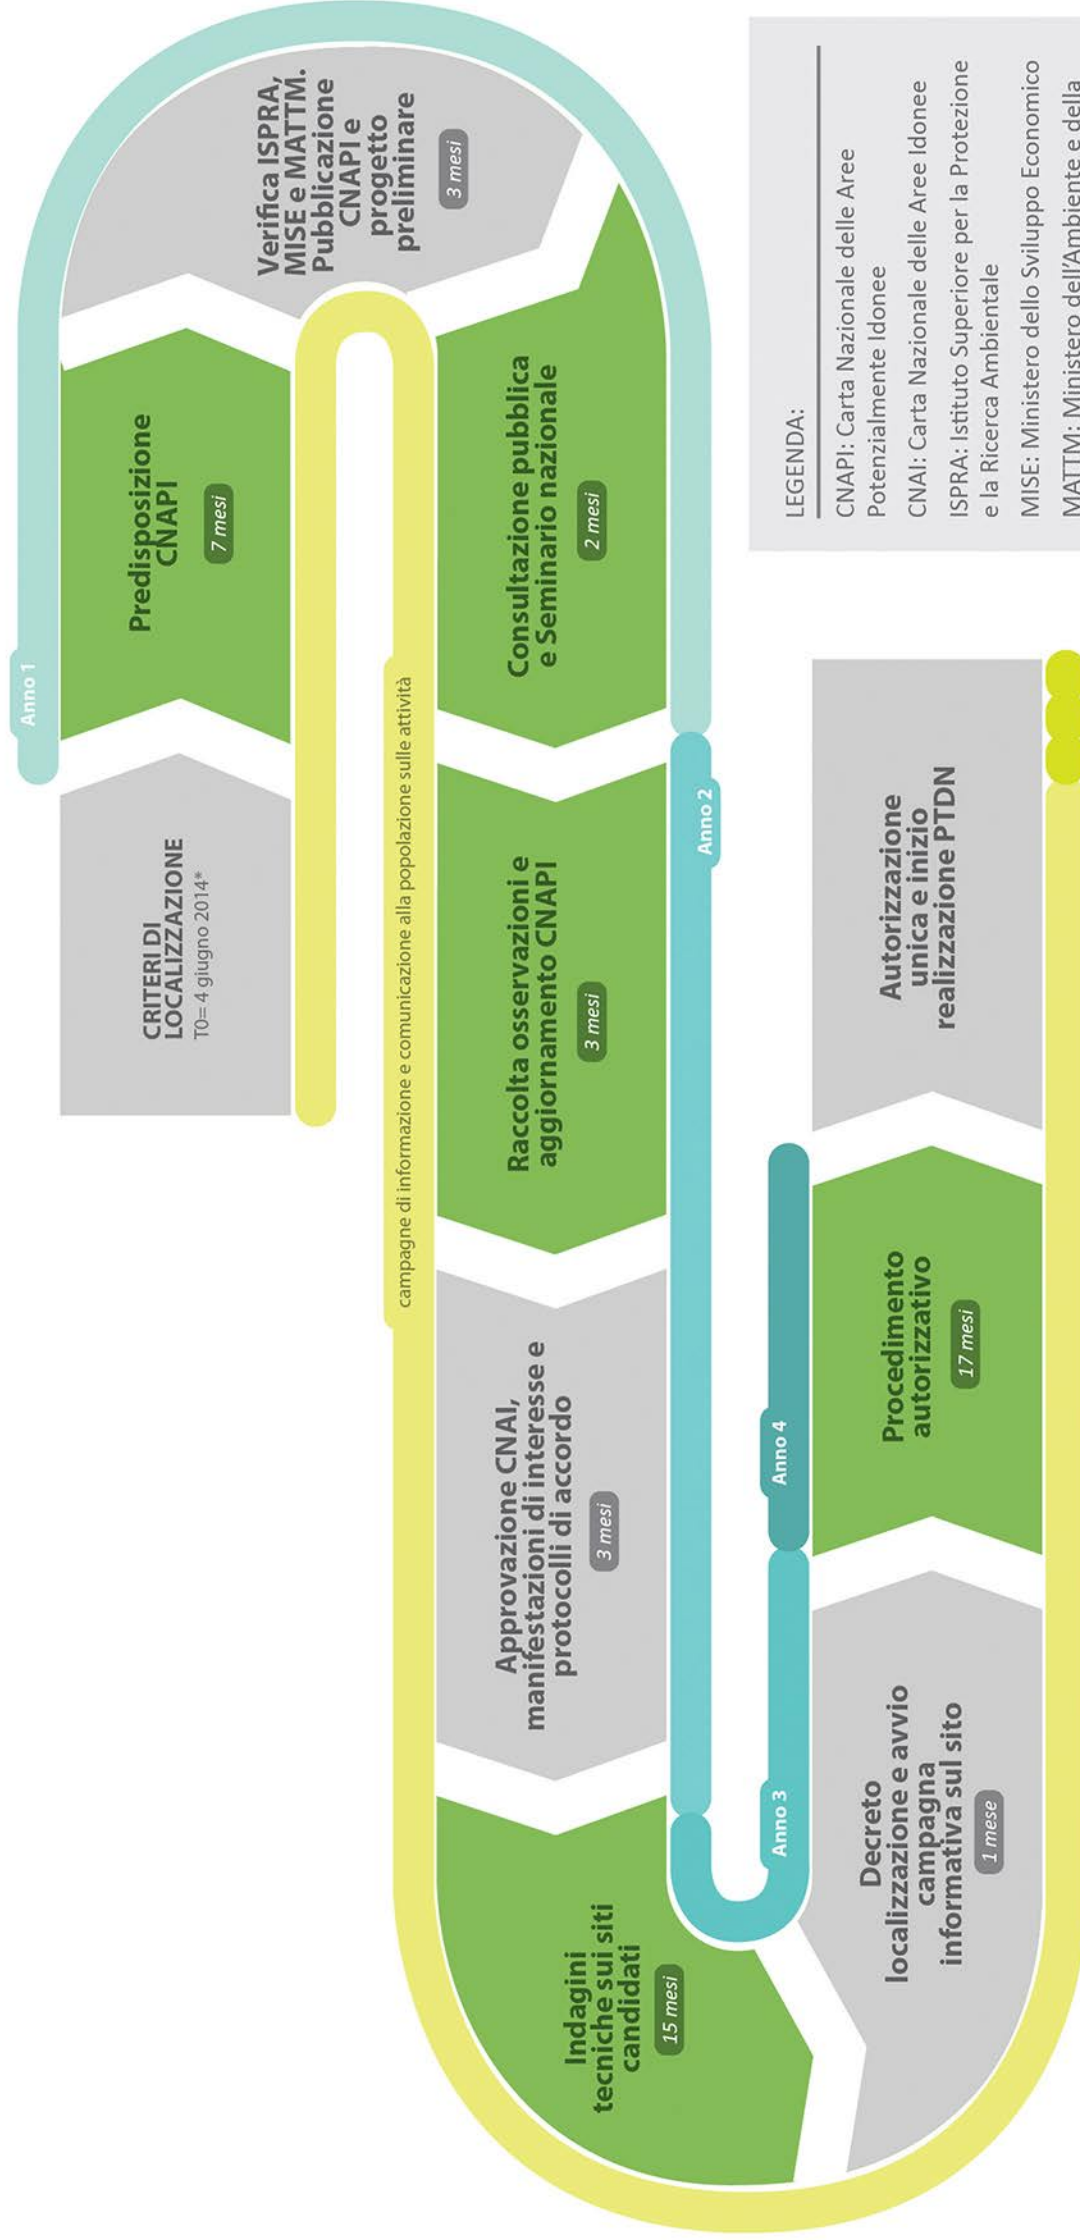 Anno 1
CRITERI DI
LOCALIZZAZIONE
T0= 4 giugno 2014*
Predisposizione
CNAPI
7 mesi
Verifica ISPRA,
MISE e MATTM.
Pubblicazione
CNAPI e
progetto
preliminare
3 mesi
campagne di informazione e comunicazione alla popolazione sulle attività
Consultazione pubblica
e Seminario nazionale
2 mesi
Raccolta osservazioni e
aggiornamento CNAPI
3 mesi
Approvazione CNAI,
manifestazioni di interesse e
protocolli di accordo
3 mesi
Indagini
tecniche sui siti
candidati
15 mesi
Anno 2
Anno 3
Anno 4
Decreto
localizzazione e avvio
campagna
informativa sul sito
1 mese
Procedimento
autorizzativo
17 mesi
Autorizzazione
unica e inizio
realizzazione PTDN
LEGENDA:
CNAPI: Carta Nazionale delle Aree
Potenzialmente Idonee
CNAI: Carta Nazionale delle Aree Idonee
ISPRA: Istituto Superiore per la Protezione
e la Ricerca Ambientale
MISE: Ministero dello Sviluppo Economico
MATTM: Ministero dell'Ambiente e della